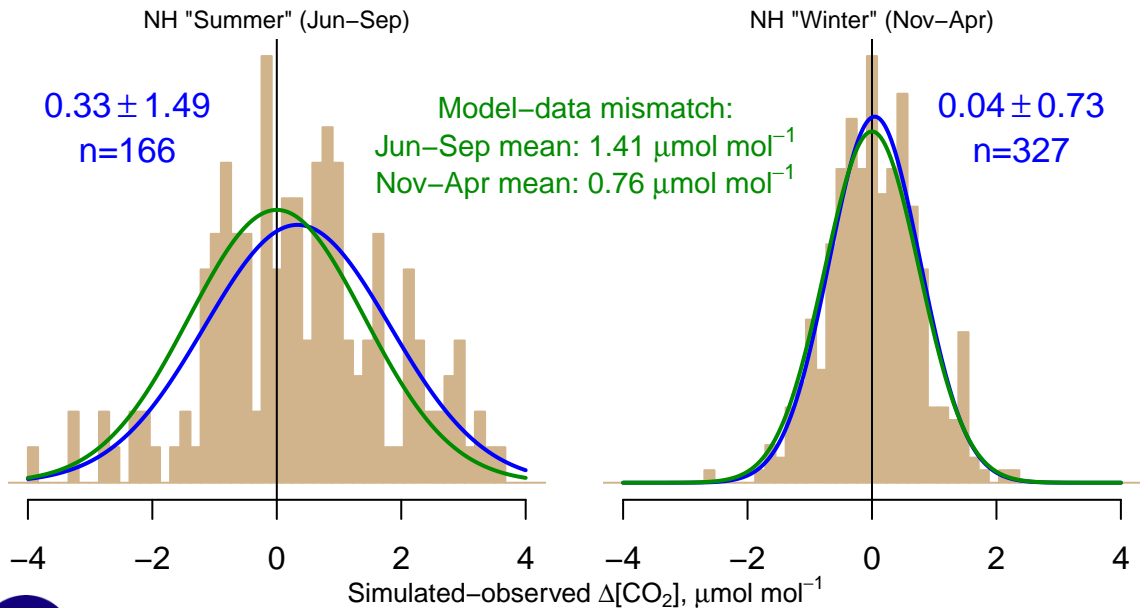 NH "Summer" (Jun−Sep)
NH "Winter" (Nov−Apr)
0.33 ± 1.49
n=166
Model−data mismatch:
Jun−Sep mean: 1.41 μmol mol⁻¹
Nov−Apr mean: 0.76 μmol mol⁻¹
0.04 ± 0.73
n=327
−4 −2 0 2 4
−4 −2 0 2 4
Simulated−observed Δ[CO₂], μmol mol⁻¹